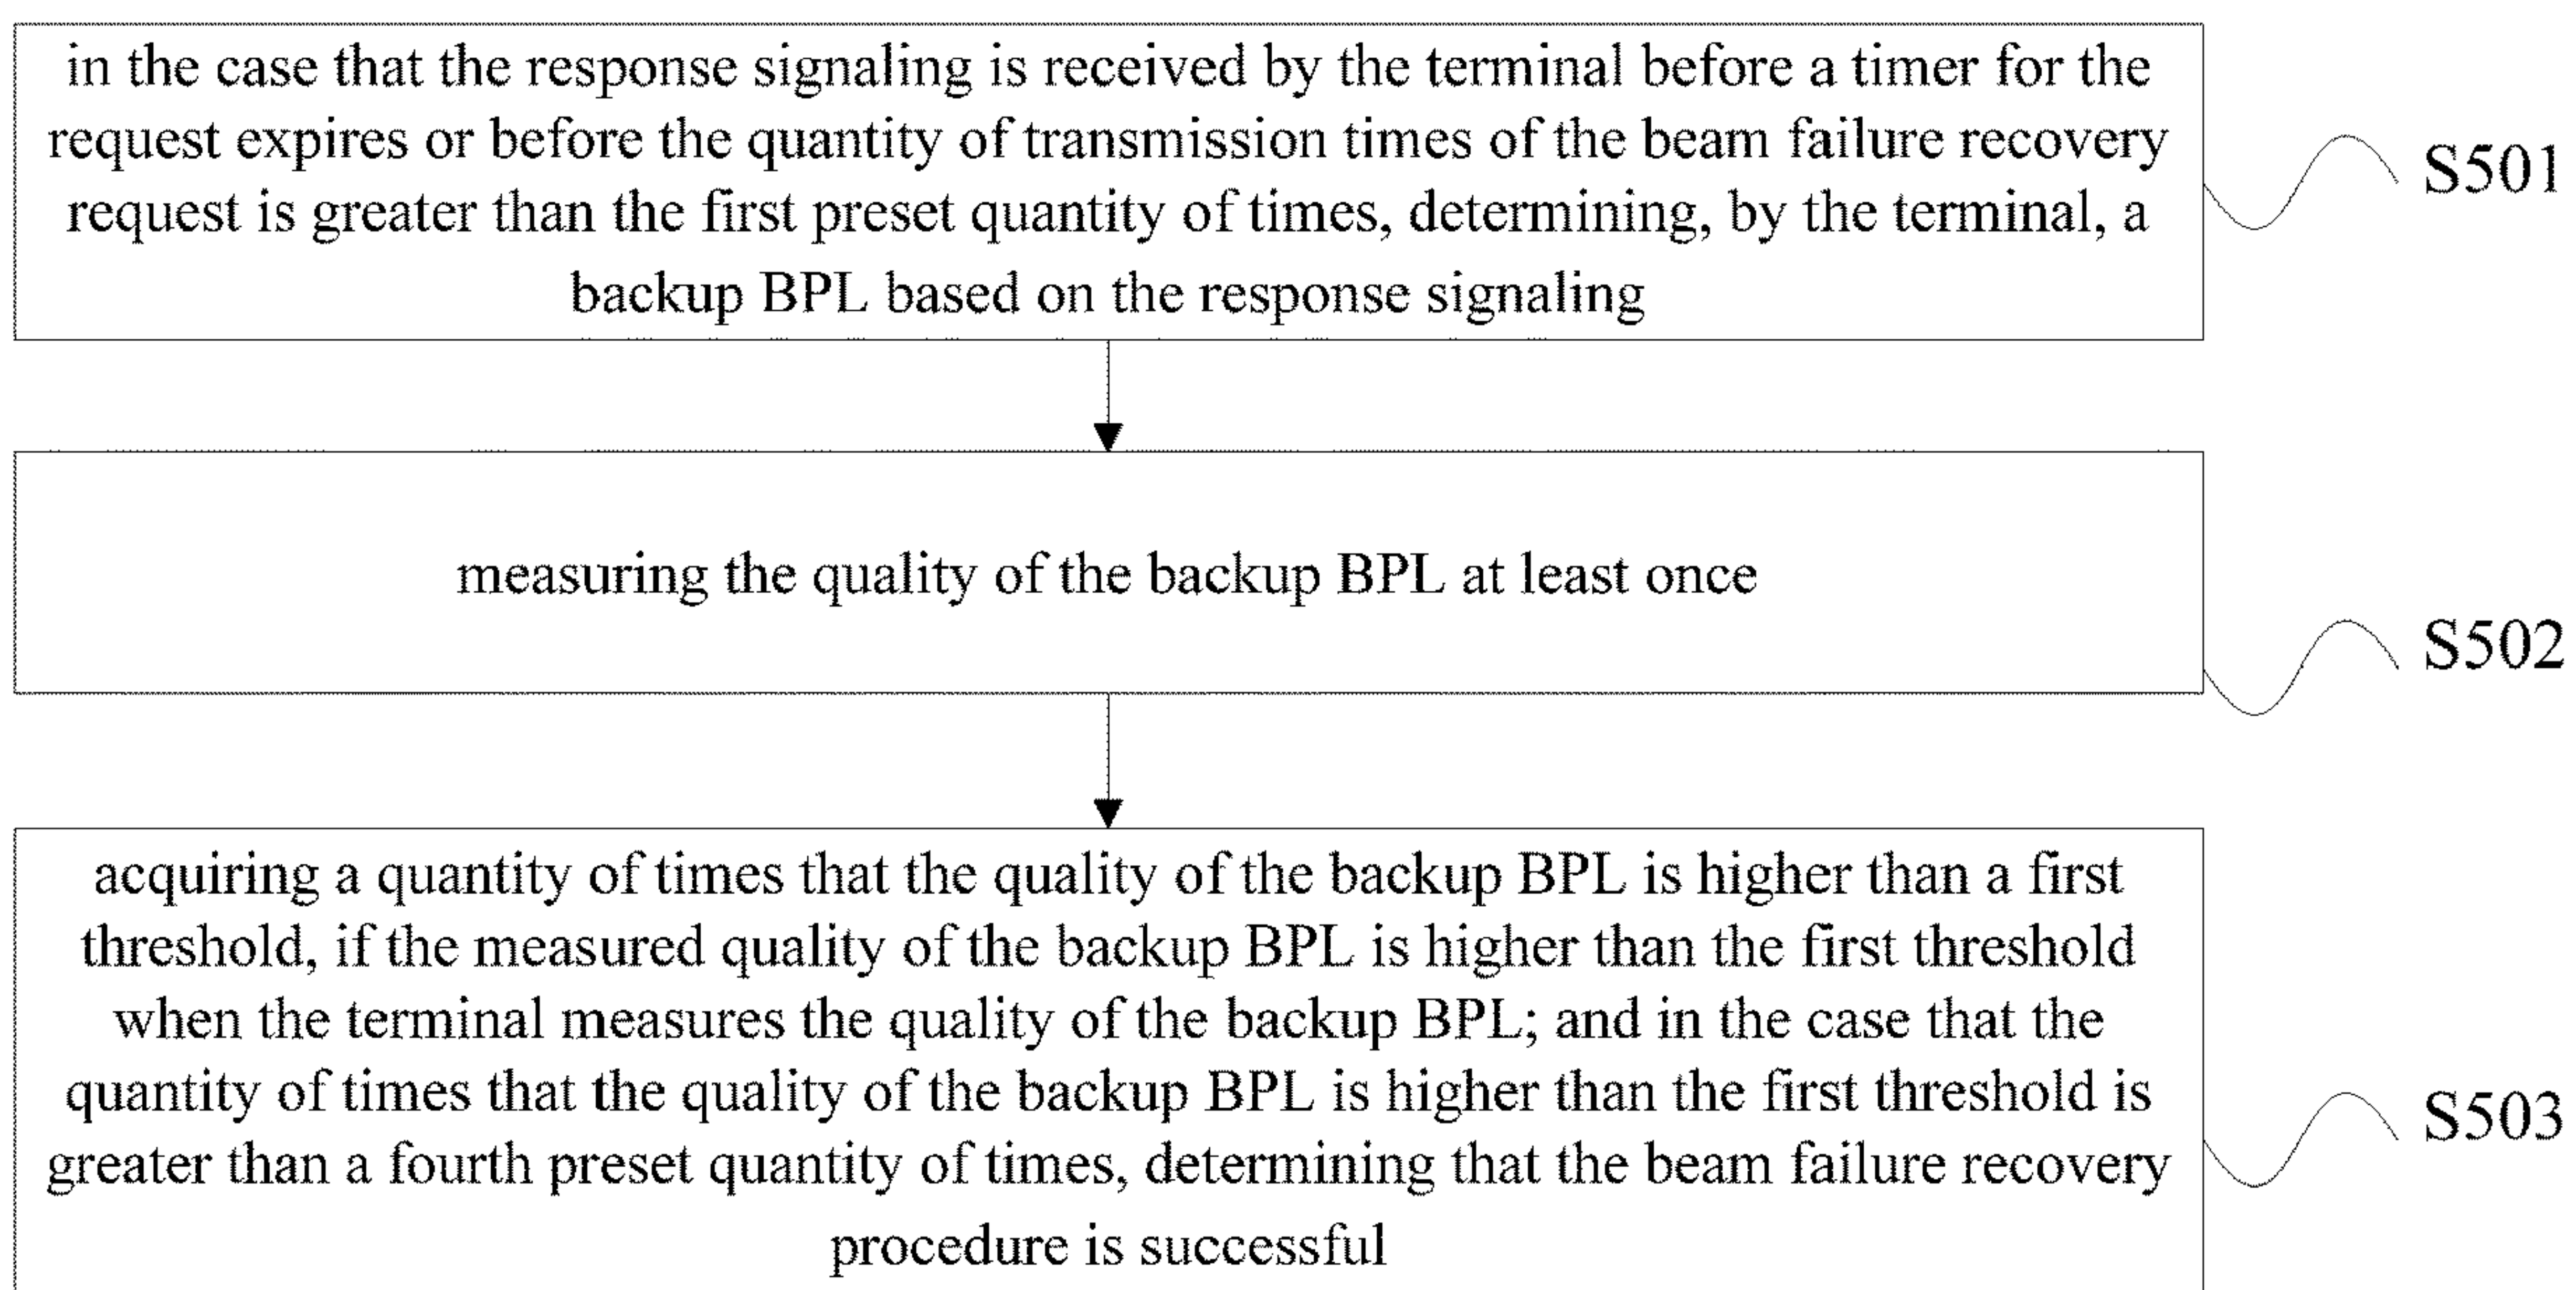 in the case that the response signaling is received by the terminal before a timer for the
request expires or before the quantity of transmission times of the beam failure recovery
request is greater than the first preset quantity of times, determining, by the terminal, a
backup BPL based on the response signaling
S501
measuring the quality of the backup BPL at least once
S502
acquiring a quantity of times that the quality of the backup BPL is higher than a first
threshold, if the measured quality of the backup BPL is higher than the first threshold
when the terminal measures the quality of the backup BPL; and in the case that the
quantity of times that the quality of the backup BPL is higher than the first threshold is
greater than a fourth preset quantity of times, determining that the beam failure recovery
procedure is successful
S503